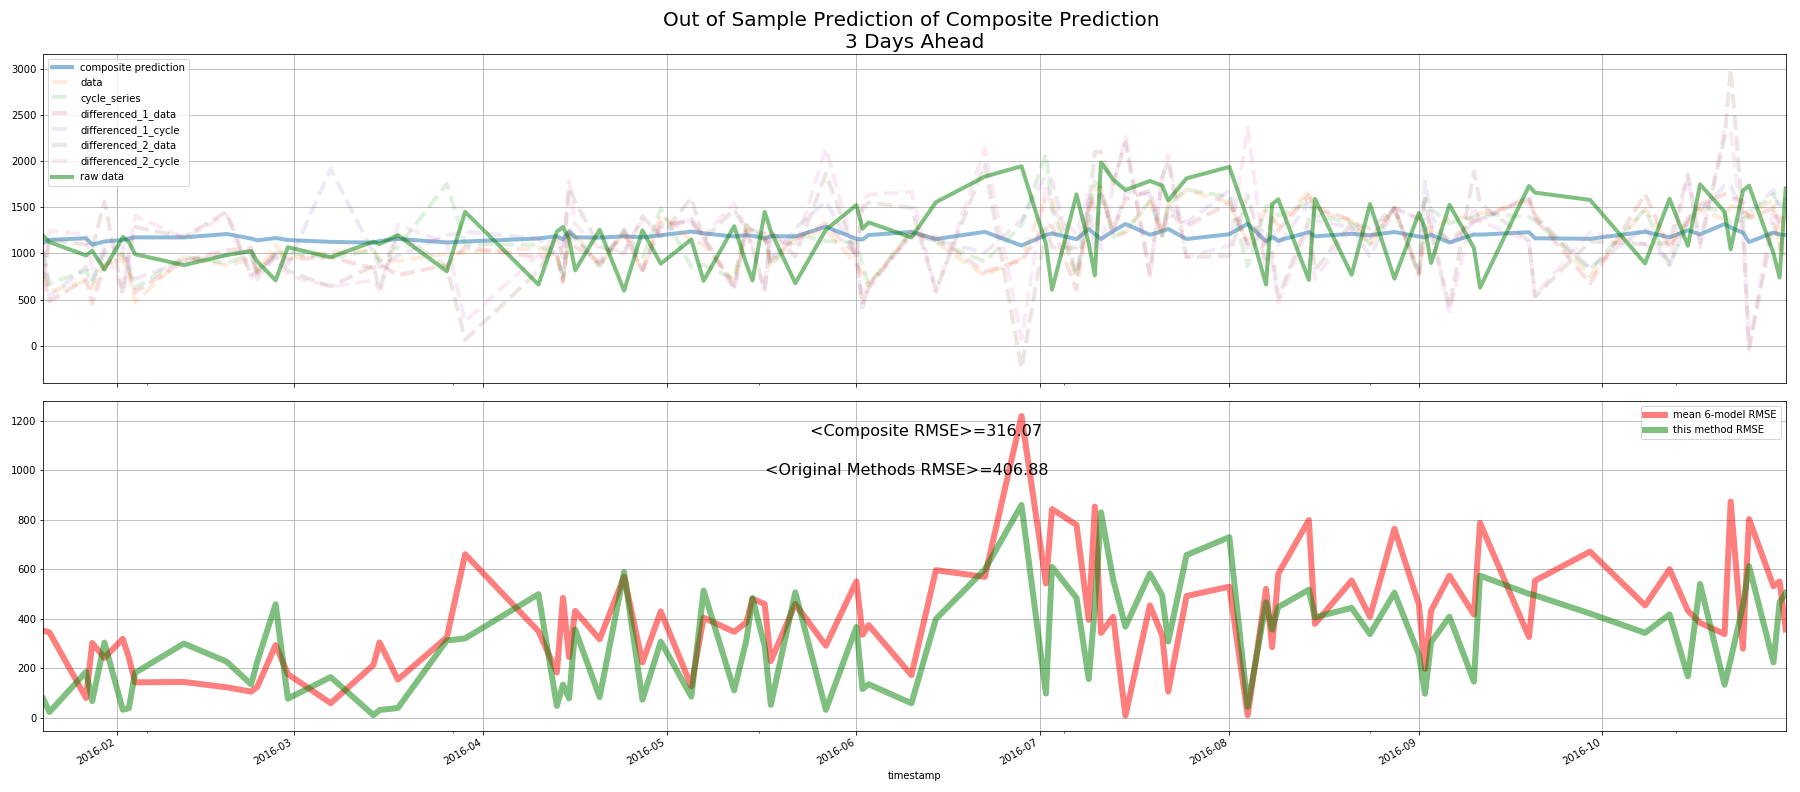 Out of Sample Prediction of Composite Prediction
3 Days Ahead
3000
2500
2000
1500
1000
500
0
composite prediction
data
cycle_series
differenced_1_data
differenced_1_cycle
differenced_2_data
differenced_2_cycle
raw data
1200
1000
800
600
400
200
0
<Composite RMSE>=316.07
<Original Methods RMSE>=406.88
mean 6-model RMSE
this method RMSE
2016-02
2016-03
2016-04
2016-05
2016-06
2016-07
2016-08
2016-09
2016-10
timestamp